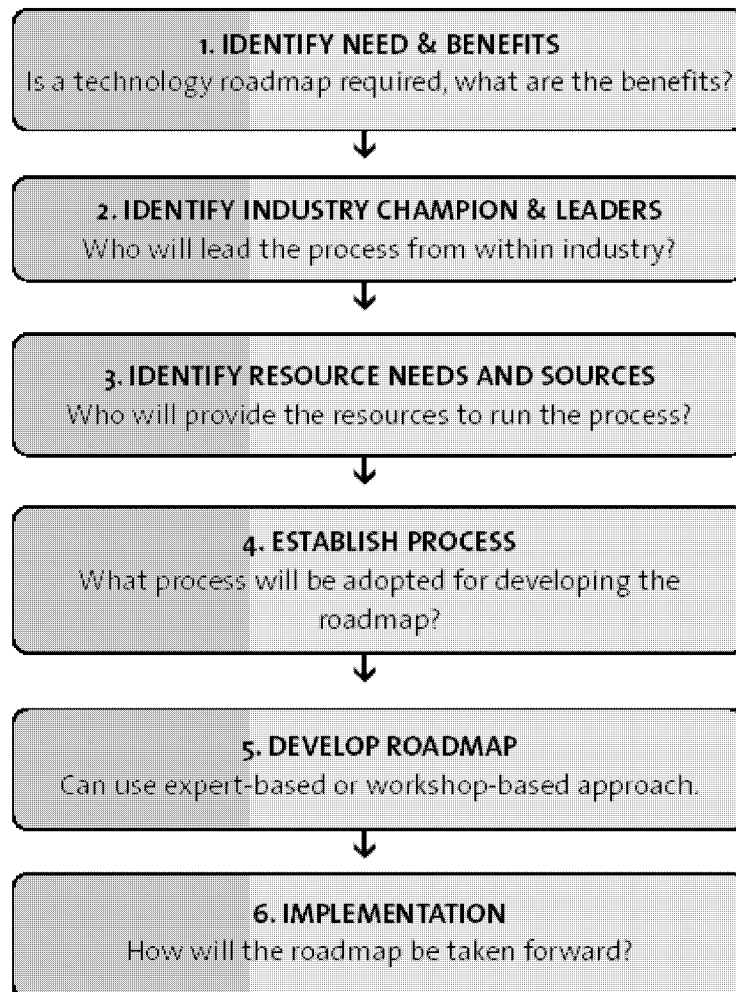 1. IDENTIFY NEED & BENEFITS
Is a technology roadmap required, what are the benefits?
2. IDENTIFY INDUSTRY CHAMPION & LEADERS
Who will lead the process from within industry?
3. IDENTIFY RESOURCE NEEDS AND SOURCES
Who will provide the resources to run the process?
4. ESTABLISH PROCESS
What process will be adopted for developing the
roadmap?
5. DEVELOP ROADMAP
Can use expert-based or workshop-based approach.
6. IMPLEMENTATION
How will the roadmap be taken forward?